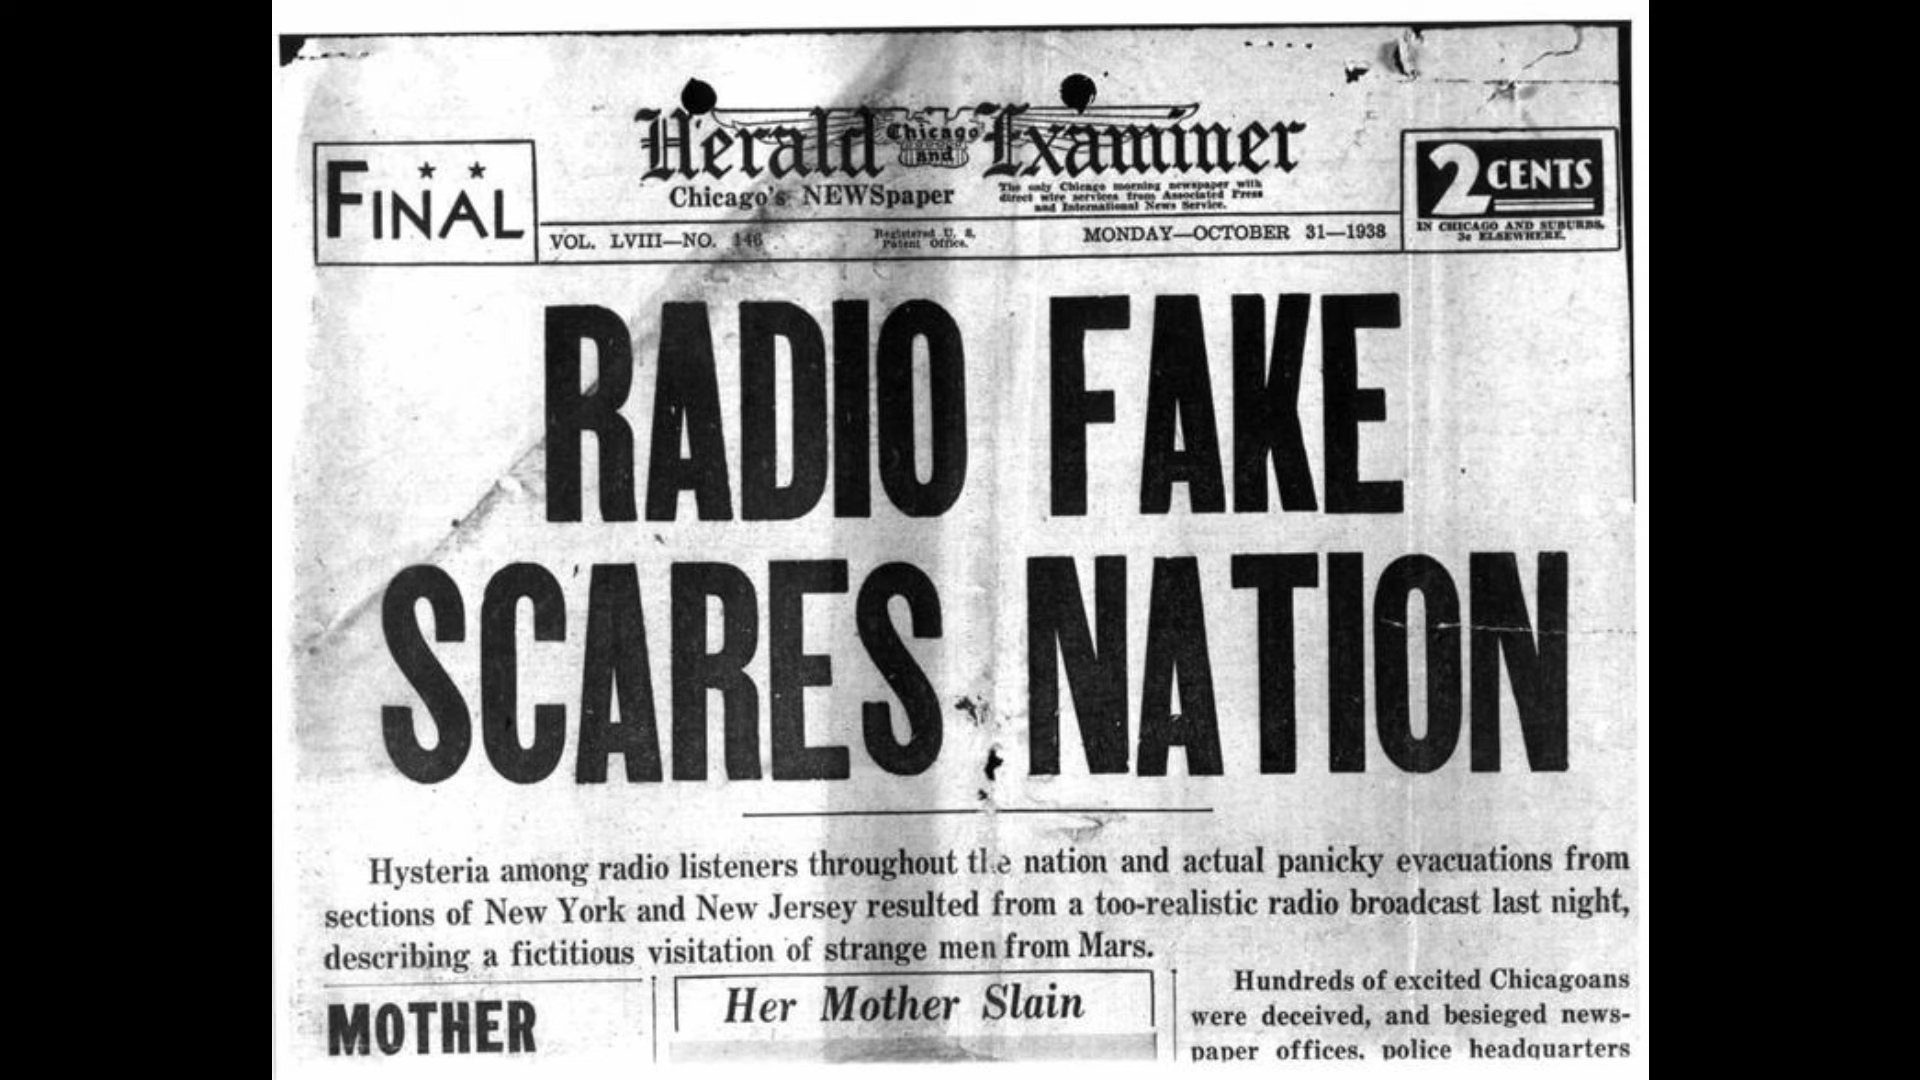 Herald Chicago and Examiner
FINAL
2 CENTS
IN CHICAGO AND SUBURBS.
3c ELSEWHERE.
Chicago's NEWSpaper
The only Chicago morning newspaper with
direct wire services from Associated Press
and International News Service.
VOL. LVIII—NO. 146
Registered U. S.
Patent Office.
MONDAY—OCTOBER 31—1938
RADIO FAKE
SCARES NATION
Hysteria among radio listeners throughout the nation and actual panicky evacuations from
sections of New York and New Jersey resulted from a too-realistic radio broadcast last night,
describing a fictitious visitation of strange men from Mars.
MOTHER
Her Mother Slain
Hundreds of excited Chicagoans
were deceived, and besieged news-
paper offices, police headquarters